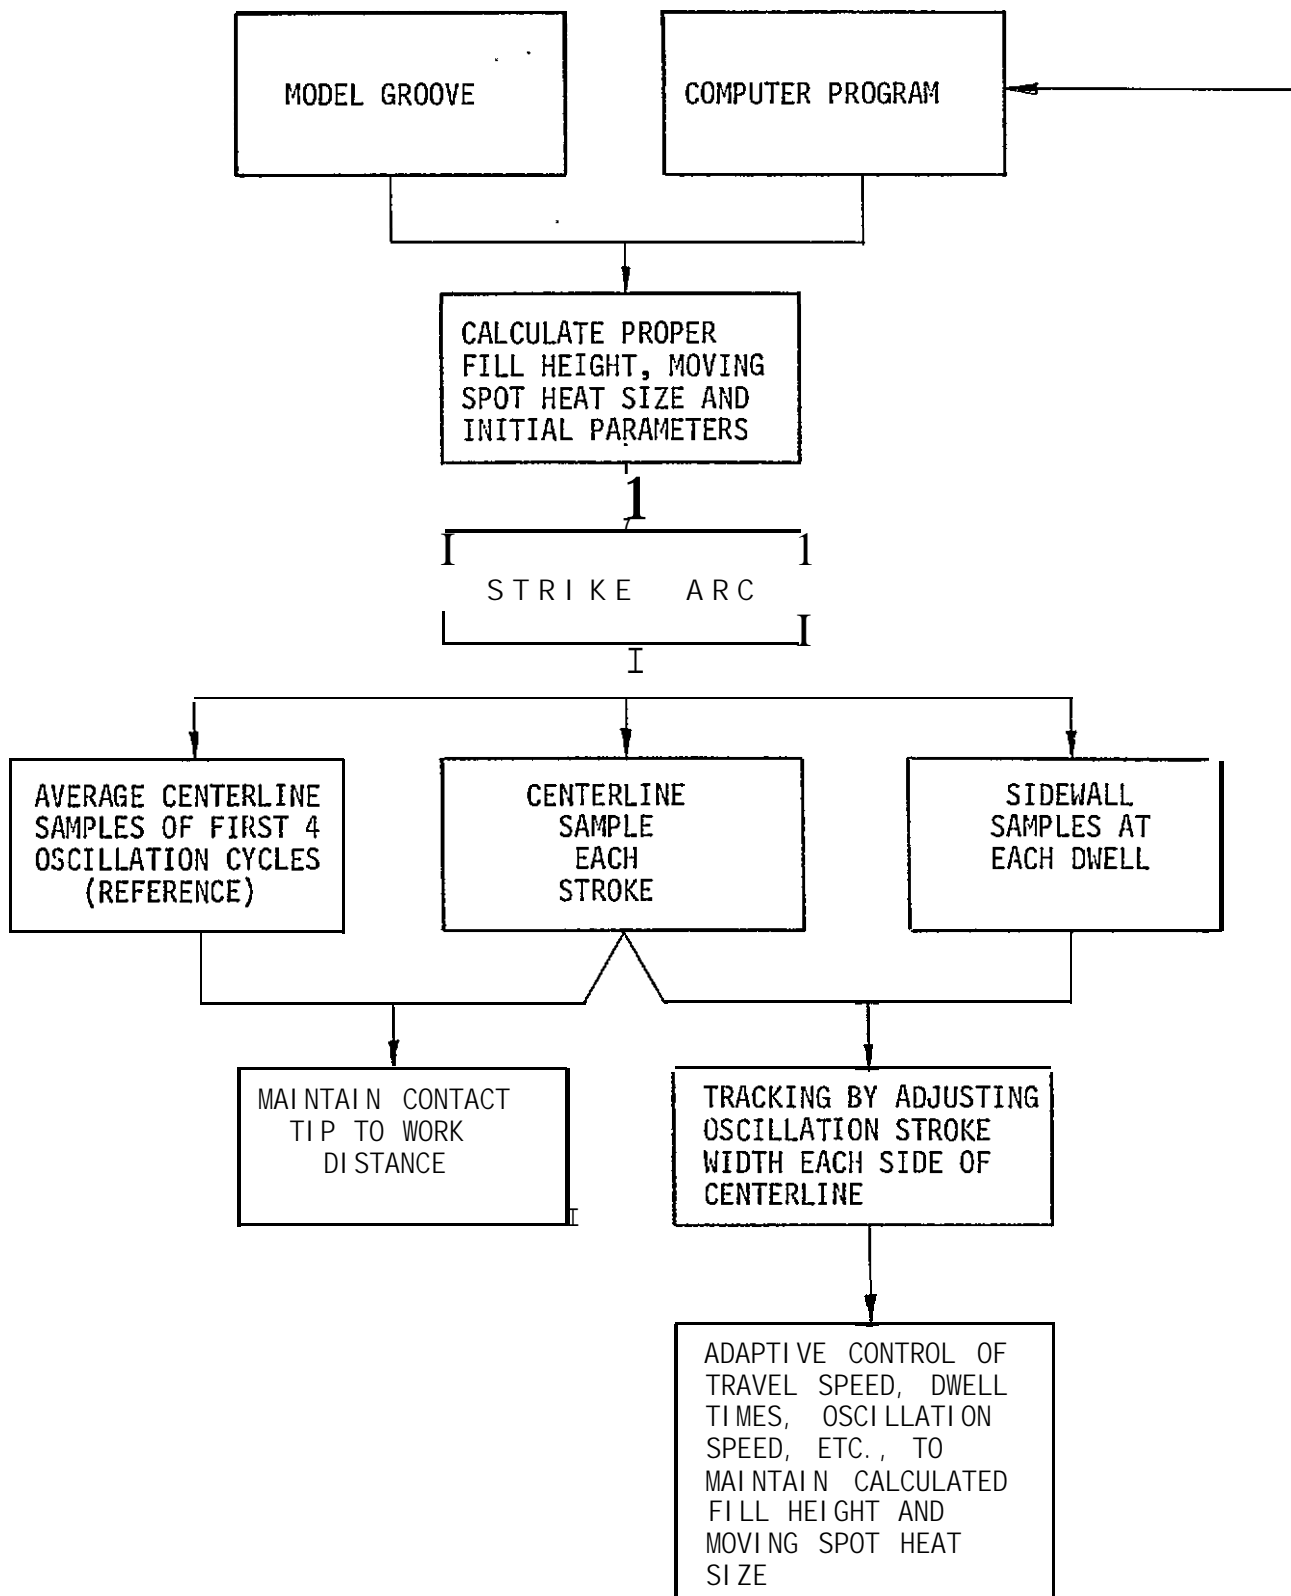 MODEL GROOVE
COMPUTER PROGRAM
CALCULATE PROPER
FILL HEIGHT, MOVING
SPOT HEAT SIZE AND
INITIAL PARAMETERS
1
I 1
STRIKE ARC
I
I
AVERAGE CENTERLINE
SAMPLES OF FIRST 4
OSCILLATION CYCLES
(REFERENCE)
CENTERLINE
SAMPLE
EACH
STROKE
SIDEWALL
SAMPLES AT
EACH DWELL
MAINTAIN CONTACT
TIP TO WORK
DISTANCE
I
TRACKING BY ADJUSTING
OSCILLATION STROKE
WIDTH EACH SIDE OF
CENTERLINE
ADAPTIVE CONTROL OF
TRAVEL SPEED, DWELL
TIMES, OSCILLATION
SPEED, ETC., TO
MAINTAIN CALCULATED
FILL HEIGHT AND
MOVING SPOT HEAT
SIZE